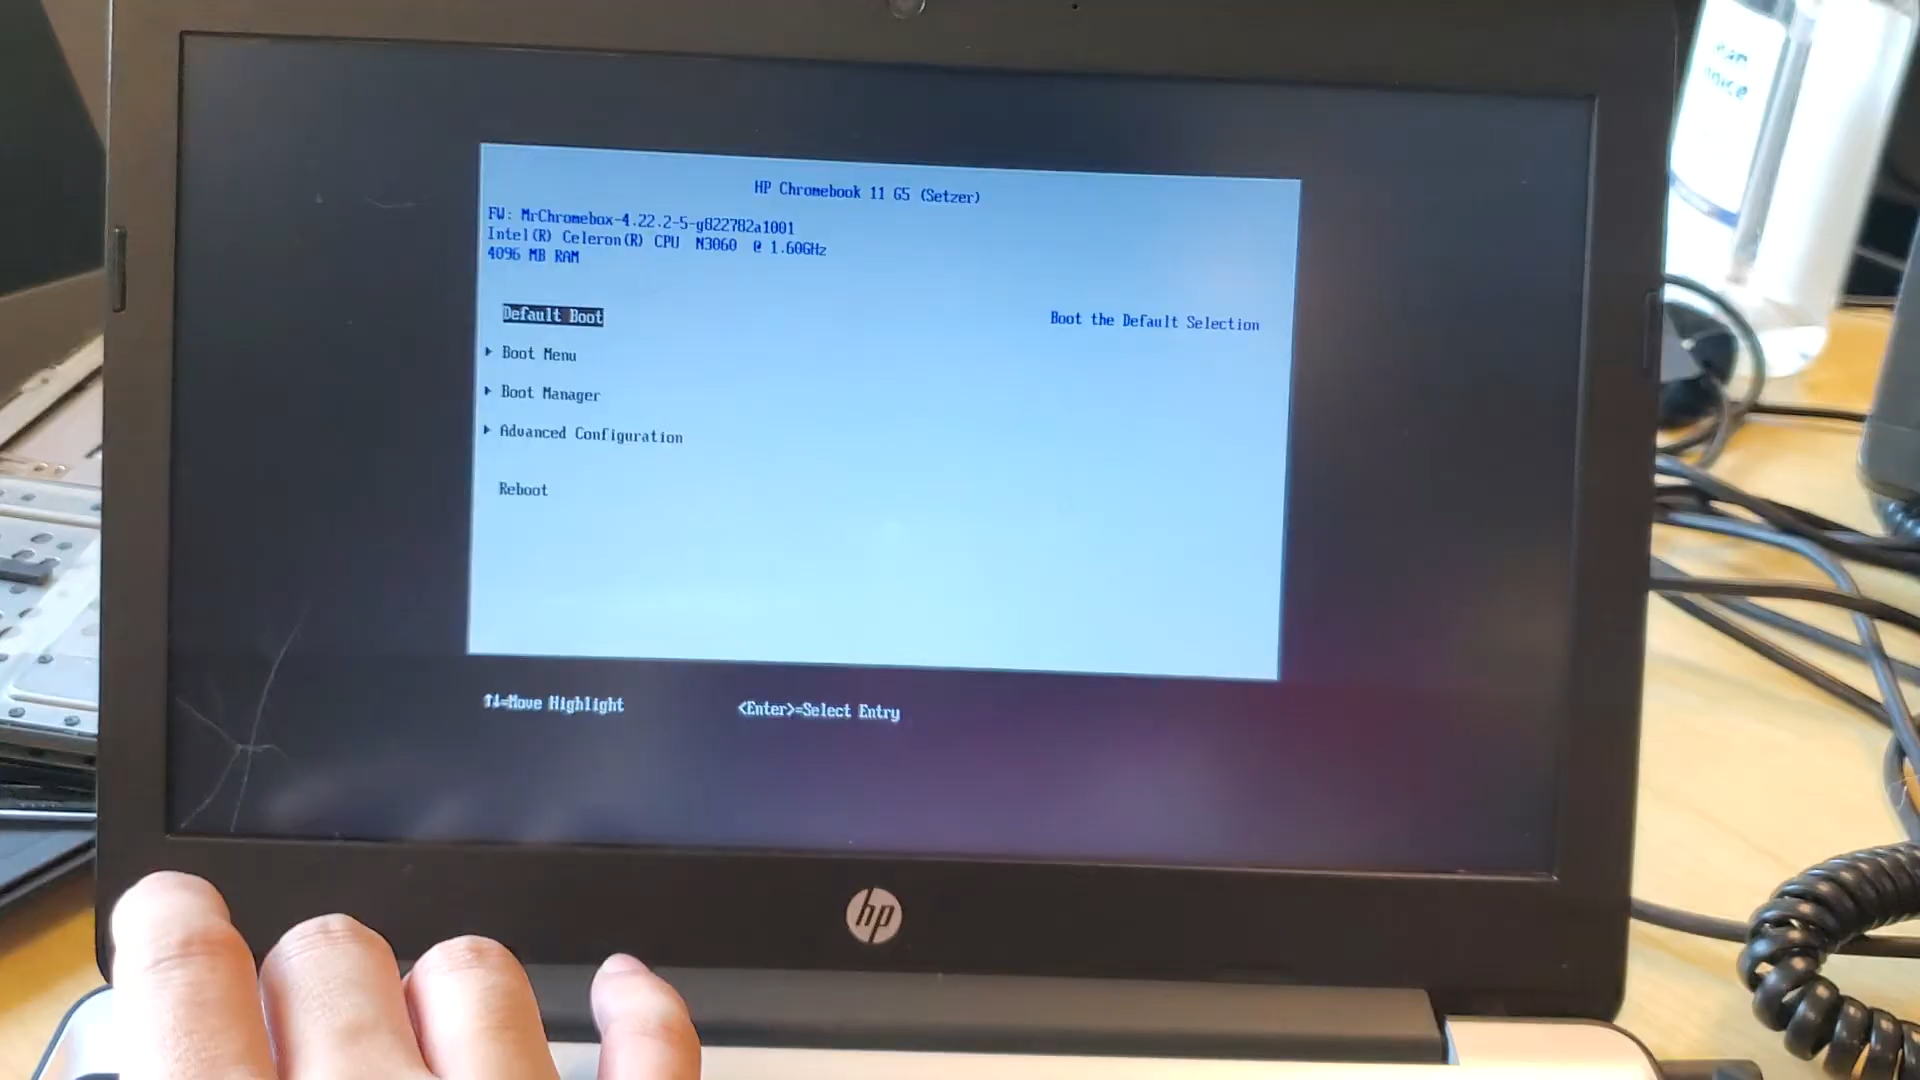 HP Chromebook 11 G5 (Setzer)
FW: MrChromebox-4.22.2-5-g822782a1001
Intel(R) Celeron(R) CPU N3060 @ 1.60GHz
4096 MB RAM
Default Boot
Boot the Default Selection
Boot Menu
Boot Manager
Advanced Configuration
Reboot
↑↓=Move Highlight
<Enter>=Select Entry
hp